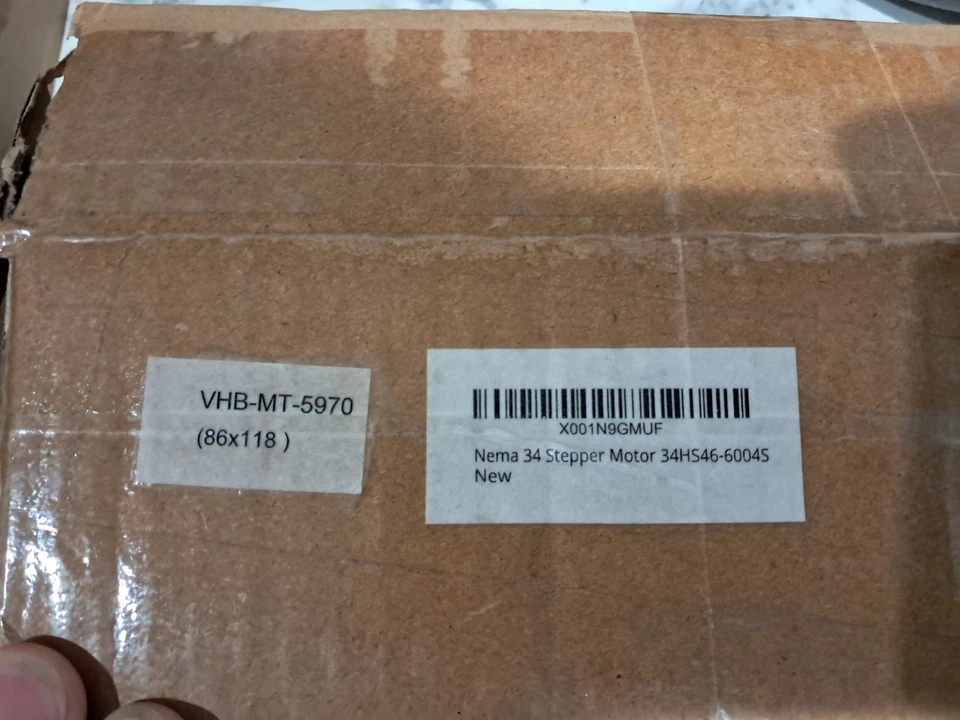 VHB-MT-5970
(86x118 )
X001N9GMUF
Nema 34 Stepper Motor 34HS46-6004S
New